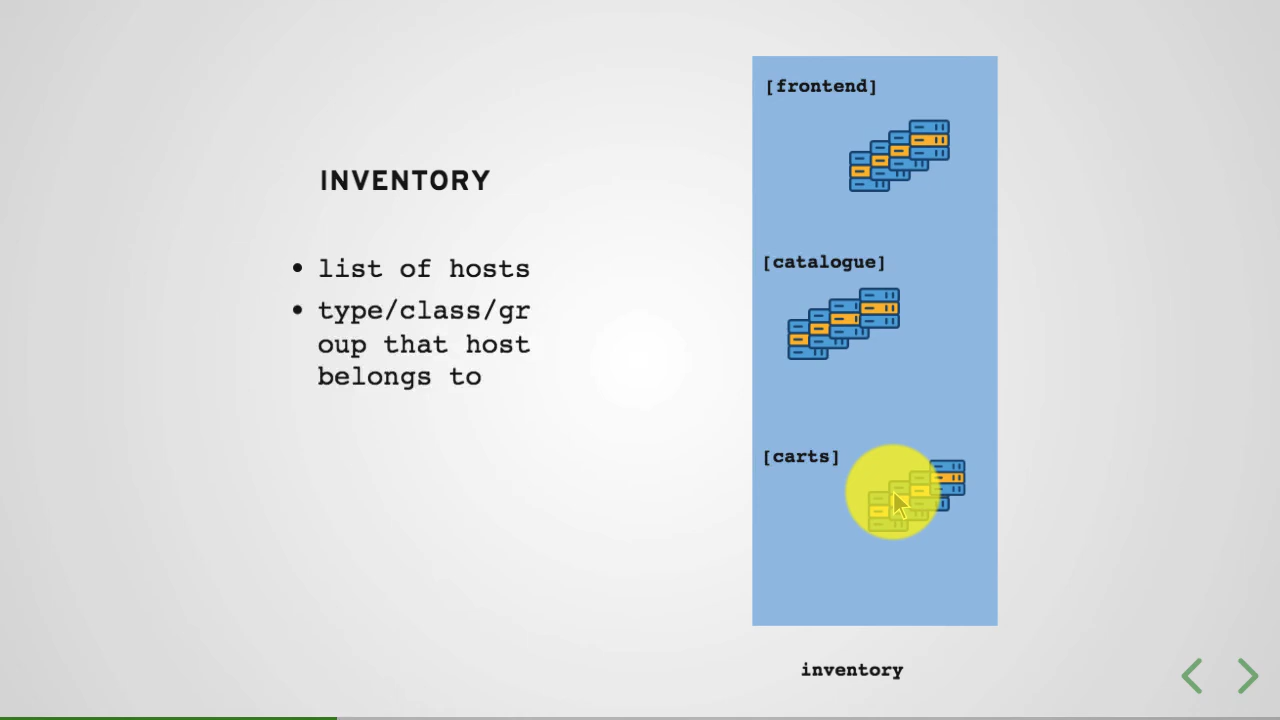 INVENTORY
• list of hosts
• type/class/gr
oup that host
belongs to
[frontend]
[catalogue]
[carts]
inventory